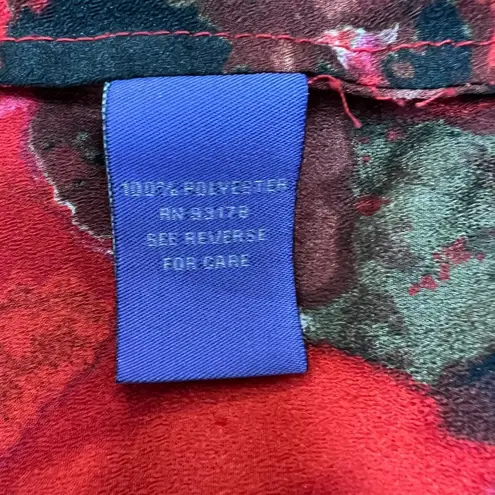 100% POLYESTER
RN 93178
SEE REVERSE
FOR CARE